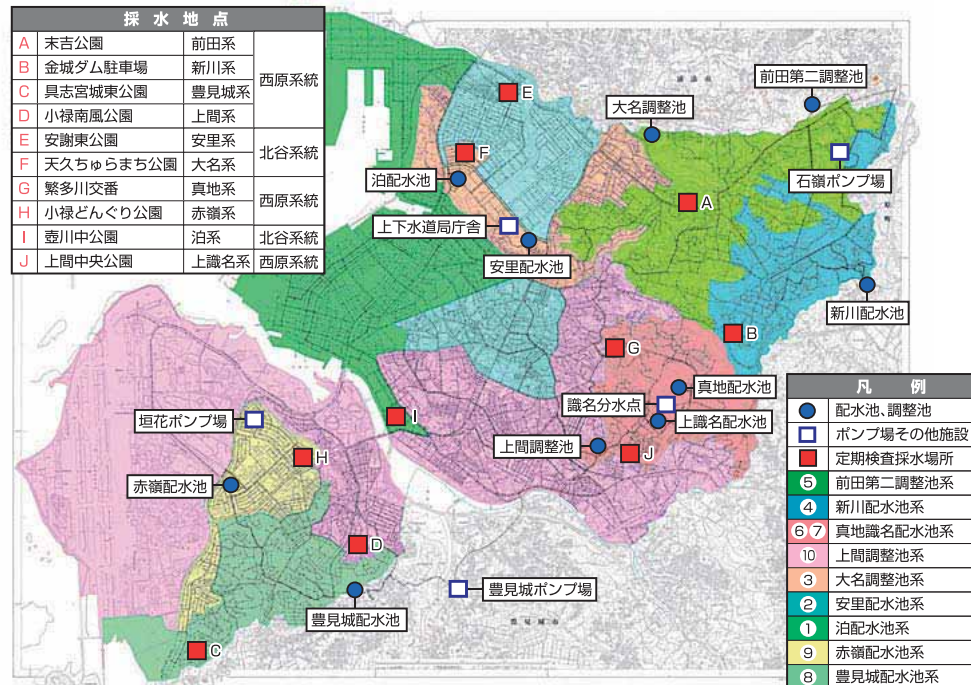 採水地点
A 末吉公園 前田系 西原系統
B 金城ダム駐車場 新川系
C 具志宮城東公園 豊見城系
D 小禄南風公園 上間系
E 安謝東公園 安里系 北谷系統
F 天久ちゅらまち公園 大名系
G 繁多川交番 真地系 西原系統
H 小禄どんぐり公園 赤嶺系
I 壺川中公園 泊系 北谷系統
J 上間中央公園 上識名系 西原系統
前田第二調整池
大名調整池
E
F
泊配水池
石嶺ポンプ場
A
上下水道局庁舎
安里配水池
新川配水池
B
G
真地配水池
識名分水点
上識名配水池
I
垣花ポンプ場
上間調整池
J
H
赤嶺配水池
D
豊見城ポンプ場
豊見城配水池
豊見城市
C
凡例
配水池、調整池
ポンプ場その他施設
定期検査採水場所
⑤ 前田第二調整池系
④ 新川配水池系
⑥⑦ 真地識名配水池系
⑩ 上間調整池系
③ 大名調整池系
② 安里配水池系
① 泊配水池系
⑨ 赤嶺配水池系
⑧ 豊見城配水池系